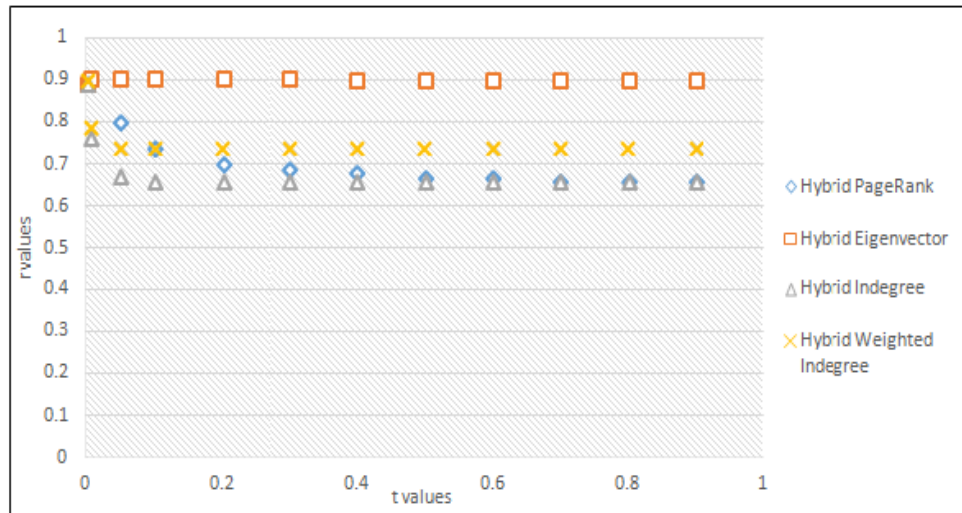 1
0.9
0.8
0.7
0.6
0.5
0.4
0.3
0.2
0.1
0
r values
0 0.2 0.4 0.6 0.8 1
t values
Hybrid PageRank
Hybrid Eigenvector
Hybrid Indegree
Hybrid Weighted
Indegree